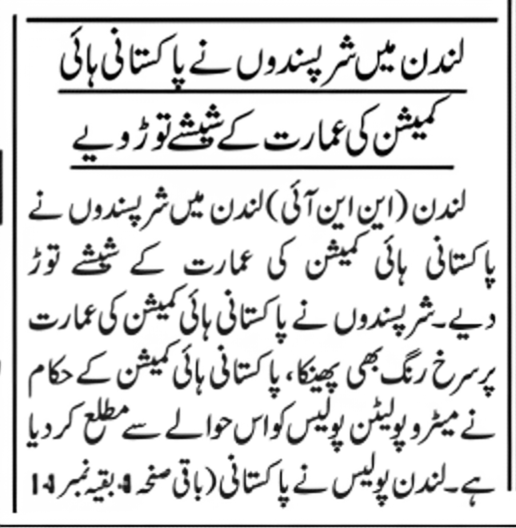 لندن میں شرپسندوں نے پاکستانی ہائی
کمیشن کی عمارت کے شیشے توڑ دیے
لندن (این این آئی) لندن میں شرپسندوں نے
پاکستانی ہائی کمیشن کی عمارت کے شیشے توڑ
دیے۔ شرپسندوں نے پاکستانی ہائی کمیشن کی عمارت
پر سرخ رنگ بھی پھینکا، پاکستانی ہائی کمیشن کے حکام
نے میٹروپولیٹن پولیس کو اس حوالے سے مطلع کر دیا
ہے۔ لندن پولیس نے پاکستانی (باقی صفحہ 4 بقیہ نمبر 14